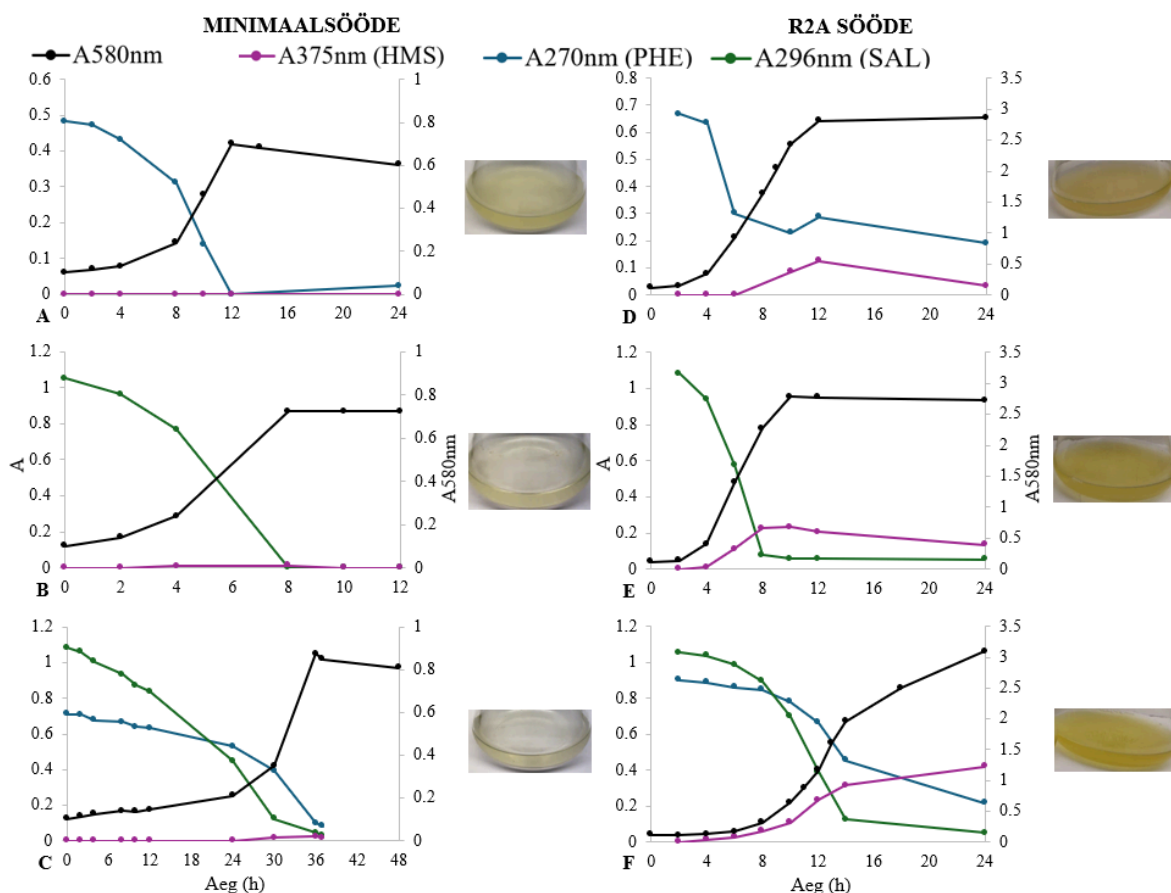 MINIMAALSÖÖDE R2A SÖÖDE
A580nm A375nm (HMS) A270nm (PHE) A296nm (SAL)
0.6 1 0.8 3.5
0.5 0.8 0.7 3
0.4 0.6 0.6 2.5
0.3 0.4 0.5 2
0.2 0.2 0.4 1.5
0.1 0 0.3 1
0 0.2 0.5
0.1 0
0
A 0 4 8 12 16 20 24 D 0 4 8 12 16 20 24
1.2 1 1.2 3.5
1 0.8 1 3
0.8 0.6 0.8 2.5
0.6 0.4 0.6 2
0.4 0.2 0.4 1.5
0.2 0 0.2 1
0 0 0.5
0
A A580nm A A580nm
B 0 2 4 6 8 10 12 E 0 4 8 12 16 20 24
1.2 1 1.2 3.5
1 0.8 1 3
0.8 0.6 0.8 2.5
0.6 0.4 0.6 2
0.4 0.2 0.4 1.5
0.2 0 0.2 1
0 0 0.5
0
C 0 6 12 18 24 30 36 42 48 F 0 4 8 12 16 20 24
Aeg (h) Aeg (h)